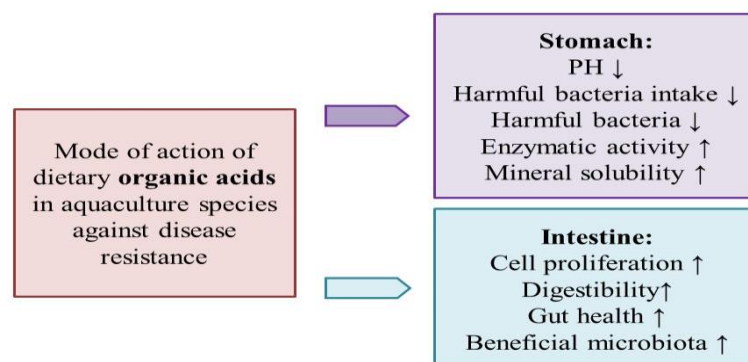 Mode of action of
dietary organic acids
in aquaculture species
against disease
resistance
Stomach:
PH ↓
Harmful bacteria intake ↓
Harmful bacteria ↓
Enzymatic activity ↑
Mineral solubility ↑
Intestine:
Cell proliferation ↑
Digestibility↑
Gut health ↑
Beneficial microbiota ↑